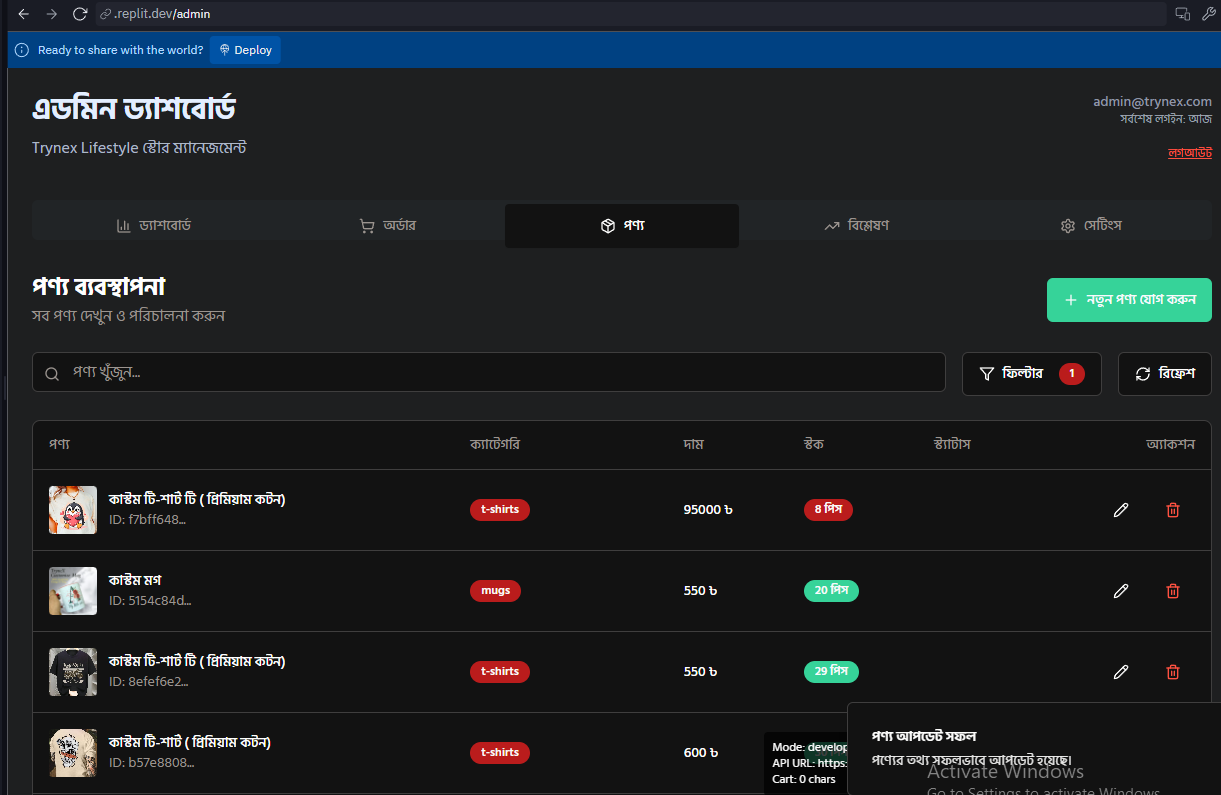 .replit.dev/admin
Ready to share with the world? Deploy
এডমিন ড্যাশবোর্ড
admin@trynex.com
সর্বশেষ লগইন: আজ
Trynex Lifestyle স্টোর ম্যানেজমেন্ট
লগআউট
ড্যাশবোর্ড অর্ডার পণ্য বিশ্লেষণ সেটিংস
পণ্য ব্যবস্থাপনা
সব পণ্য দেখুন ও পরিচালনা করুন
নতুন পণ্য যোগ করুন
পণ্য খুঁজুন...
ফিল্টার 1
রিফ্রেশ
পণ্য ক্যাটেগরি দাম স্টক স্ট্যাটাস অ্যাকশন
কাস্টম টি-শার্ট টি ( প্রিমিয়াম কটন)
ID: f7bff648...
t-shirts 95000 ৳ 8 পিস
কাস্টম মগ
ID: 5154c84d...
mugs 550 ৳ 20 পিস
কাস্টম টি-শার্ট টি ( প্রিমিয়াম কটন)
ID: 8efef6e2...
t-shirts 550 ৳ 29 পিস
কাস্টম টি-শার্ট ( প্রিমিয়াম কটন)
ID: b57e8808...
t-shirts 600 ৳
Mode: develop
API URL: https:
Cart: 0 chars
পণ্য আপডেট সফল
পণ্যের তথ্য সফলভাবে আপডেট হয়েছে।
Activate Windows
Go to Settings to activate Windows.